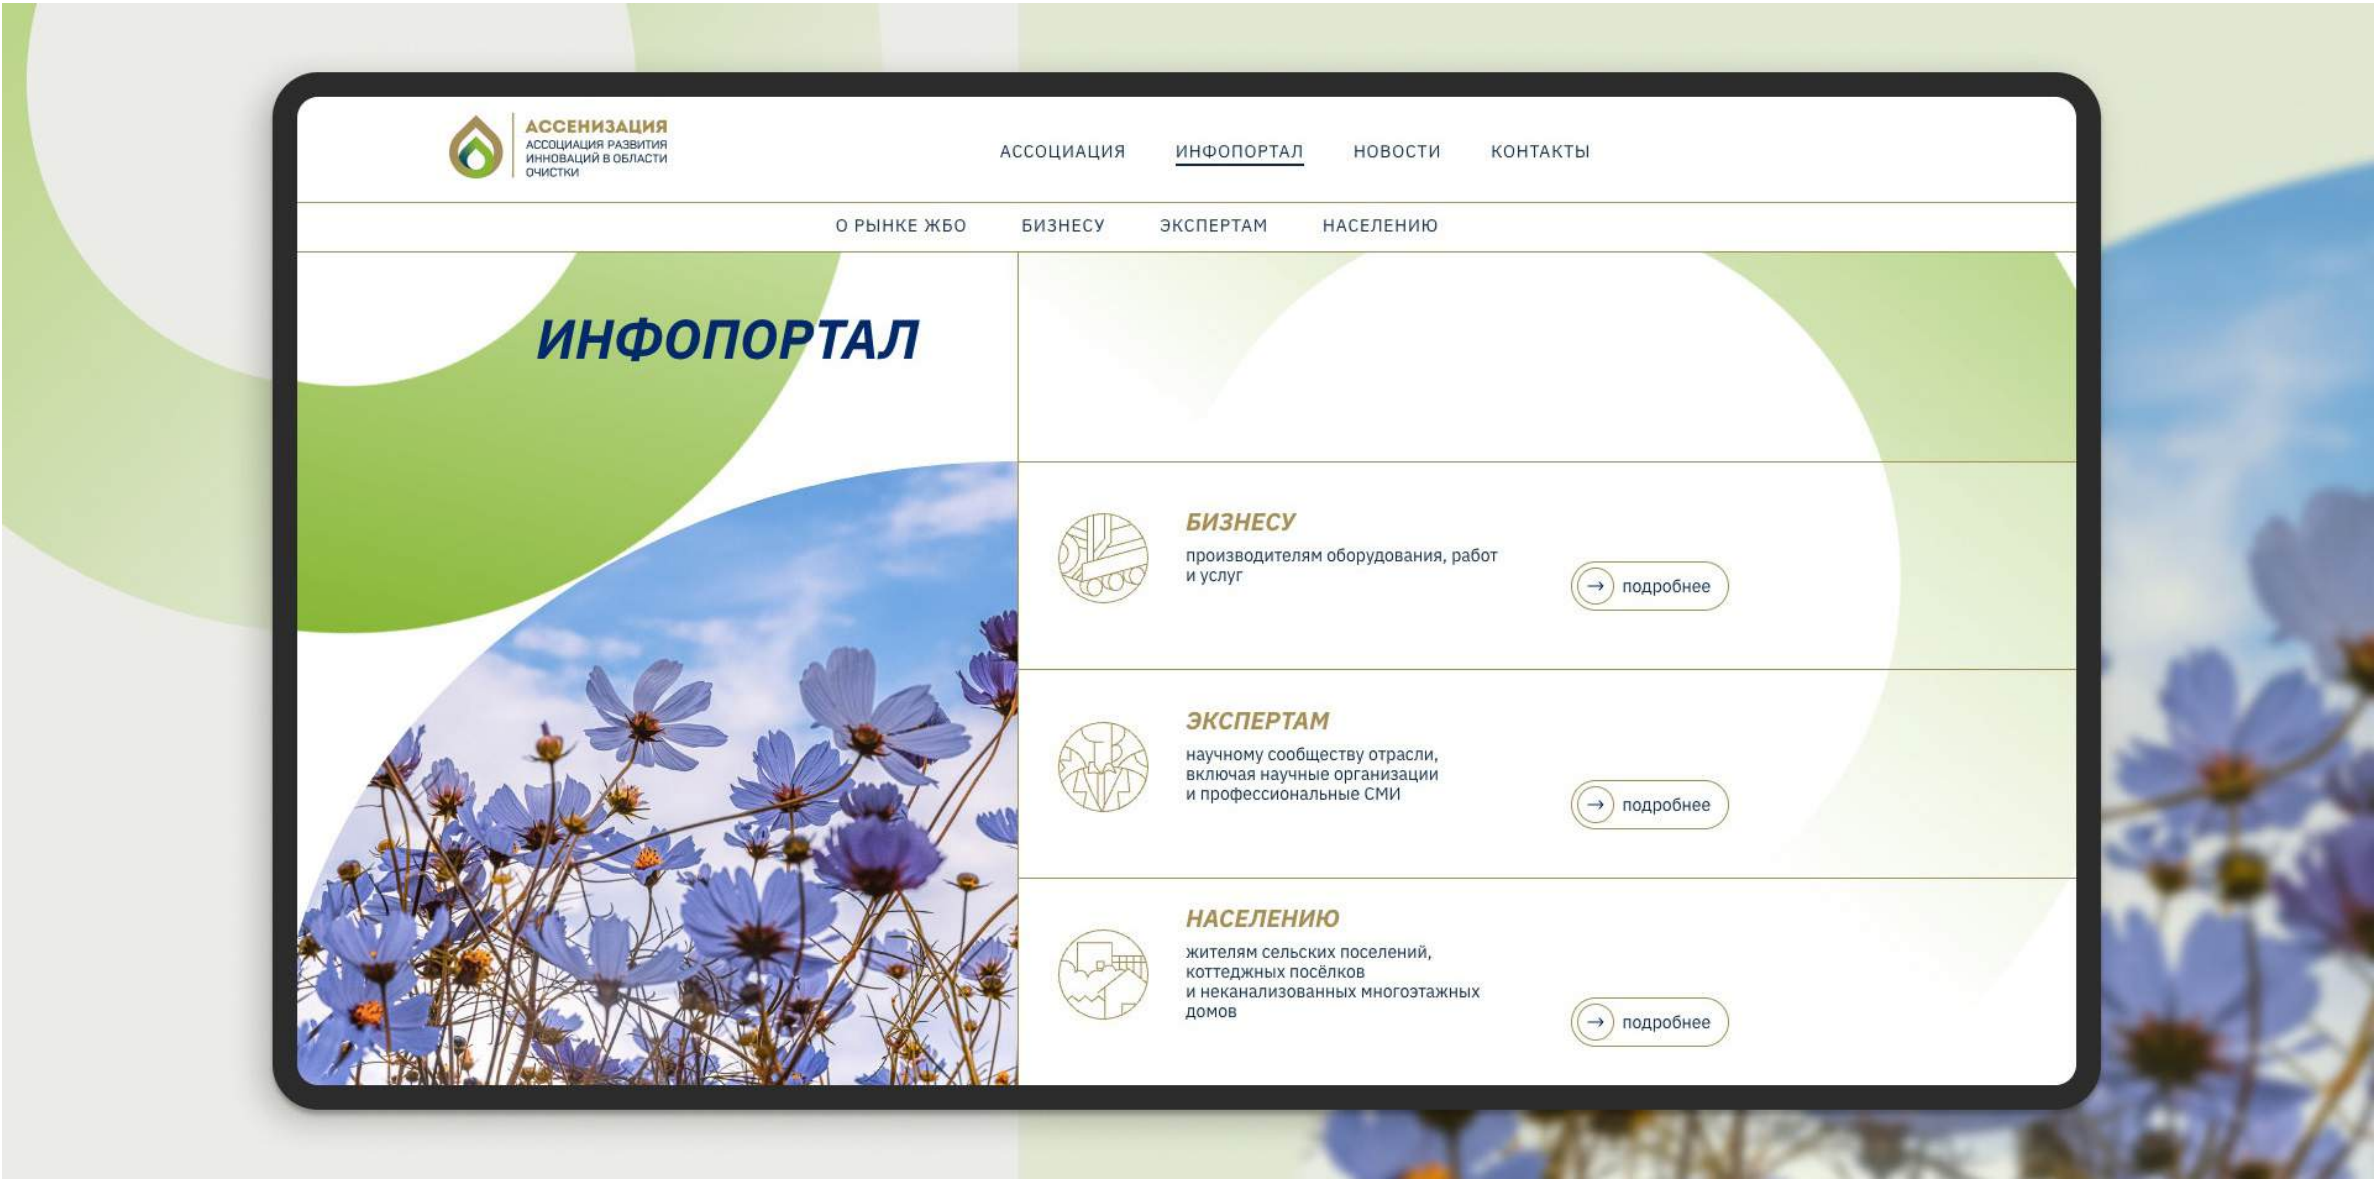 АССЕНИЗАЦИЯ
АССОЦИАЦИЯ РАЗВИТИЯ
ИННОВАЦИЙ В ОБЛАСТИ
ОЧИСТКИ
АССОЦИАЦИЯ ИНФОПОРТАЛ НОВОСТИ КОНТАКТЫ
О РЫНКЕ ЖБО БИЗНЕСУ ЭКСПЕРТАМ НАСЕЛЕНИЮ
ИНФОПОРТАЛ
БИЗНЕСУ
производителям оборудования, работ
и услуг
→ подробнее
ЭКСПЕРТАМ
научному сообществу отрасли,
включая научные организации
и профессиональные СМИ
→ подробнее
НАСЕЛЕНИЮ
жителям сельских поселений,
коттеджных посёлков
и неканализованных многоэтажных
домов
→ подробнее